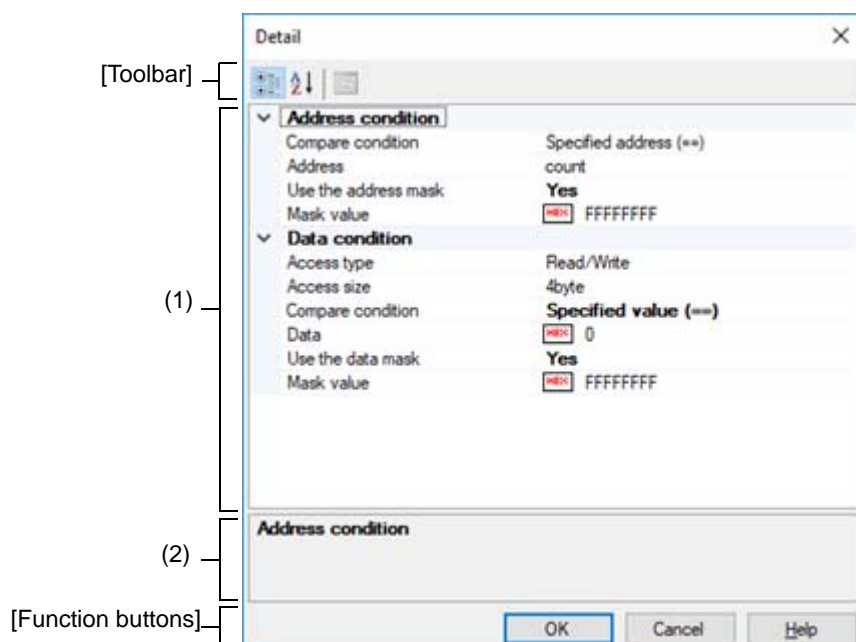 Detail
[Toolbar]
Address condition
Compare condition Specified address (==)
Address count
Use the address mask Yes
Mask value HEX FFFFFFFF
Data condition
Access type Read/Write
Access size 4byte
(1)
Compare condition Specified value (==)
Data HEX 0
Use the data mask Yes
Mask value HEX FFFFFFFF
Address condition
(2)
[Function buttons]
OK Cancel Help